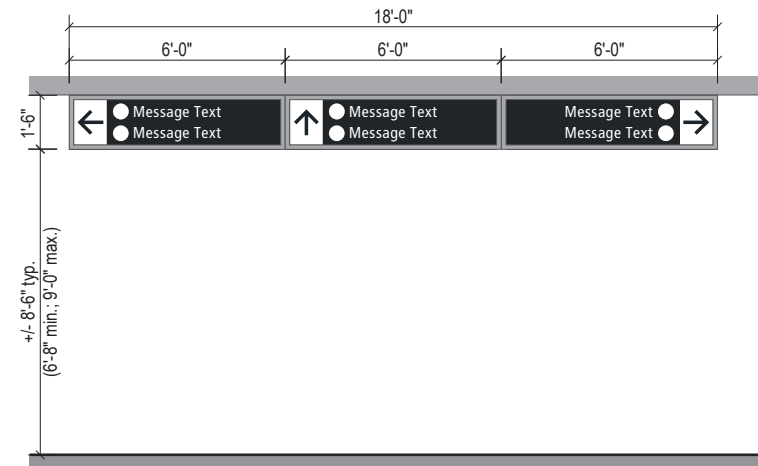 18'-0"
6'-0"
6'-0"
6'-0"
1'-6"
Message Text
Message Text
Message Text
Message Text
Message Text
Message Text
+/- 8'-6" typ.
(6'-8" min.; 9'-0" max.)